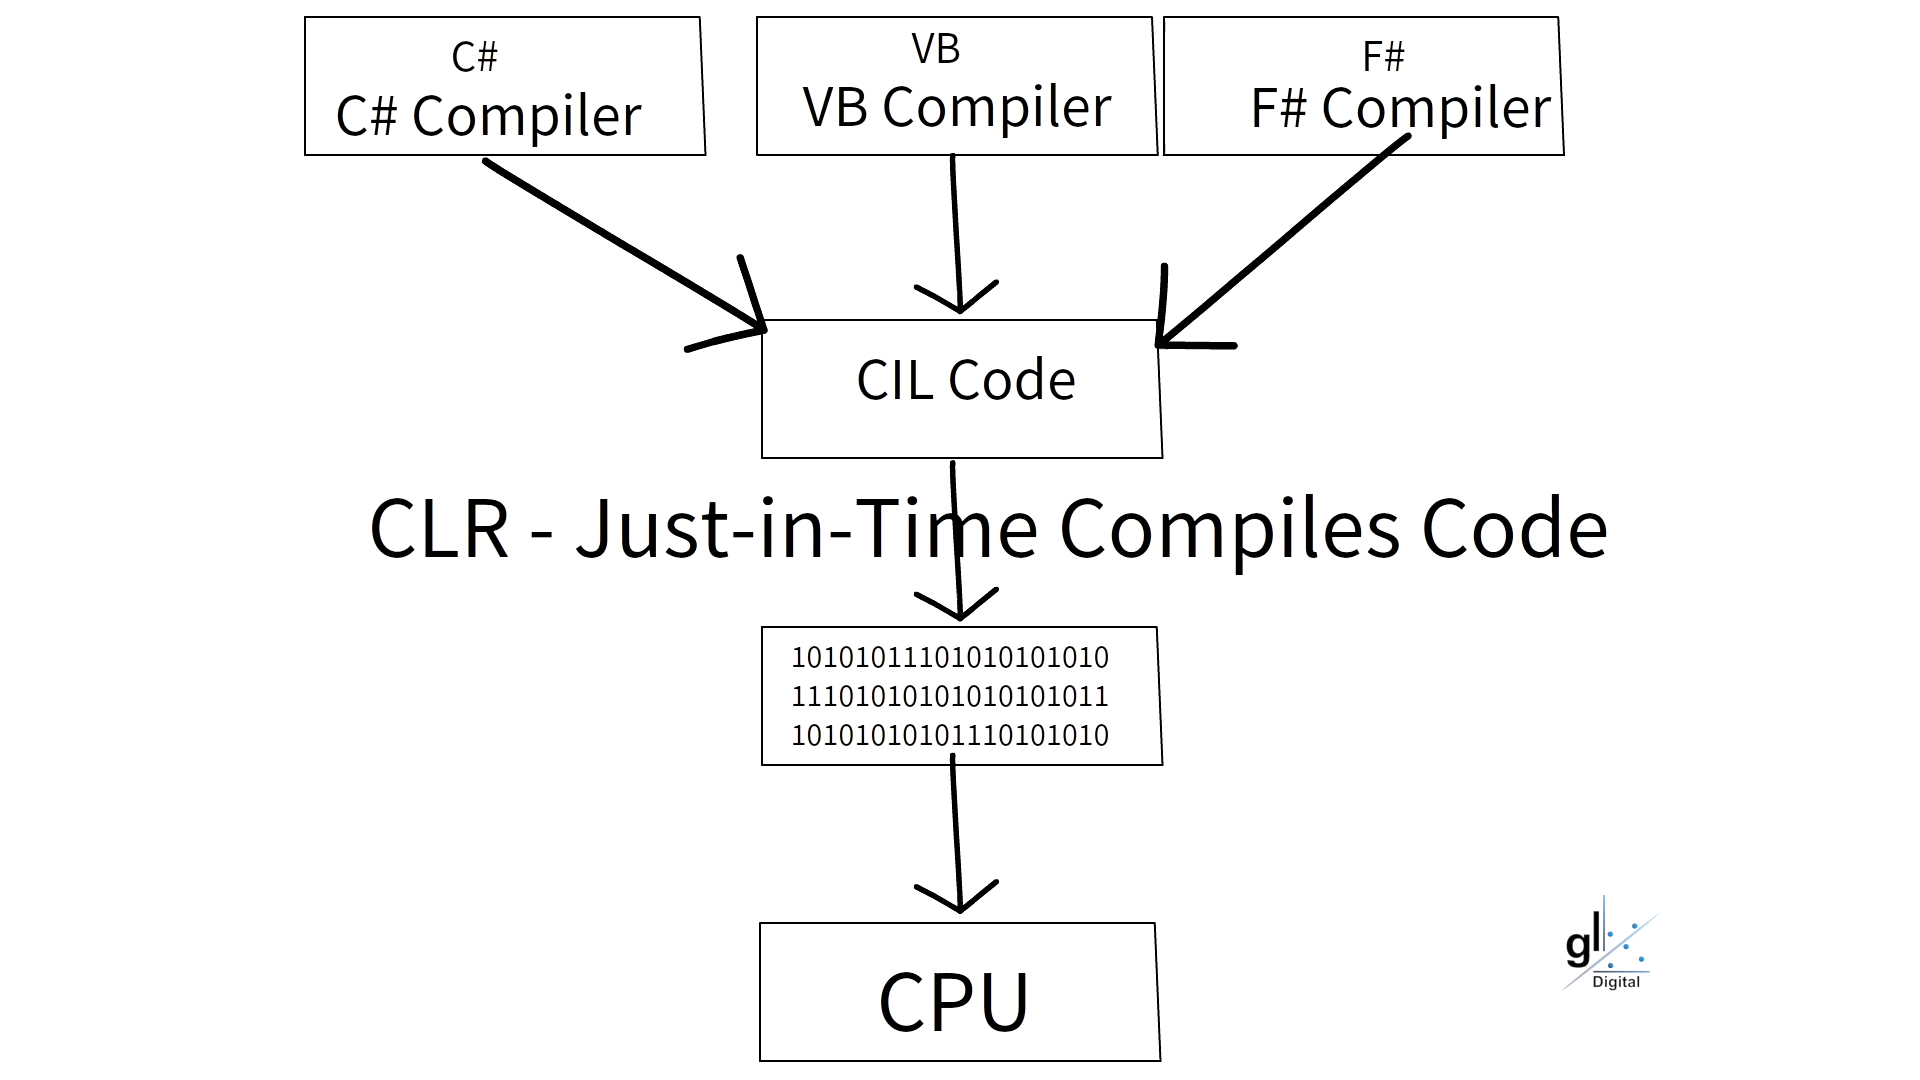 C#
C# Compiler
VB
VB Compiler
F#
F# Compiler
CIL Code
CLR - Just-in-Time Compiles Code
10101011101010101010
11101010101010101011
10101010101110101010
CPU
gl
Digital